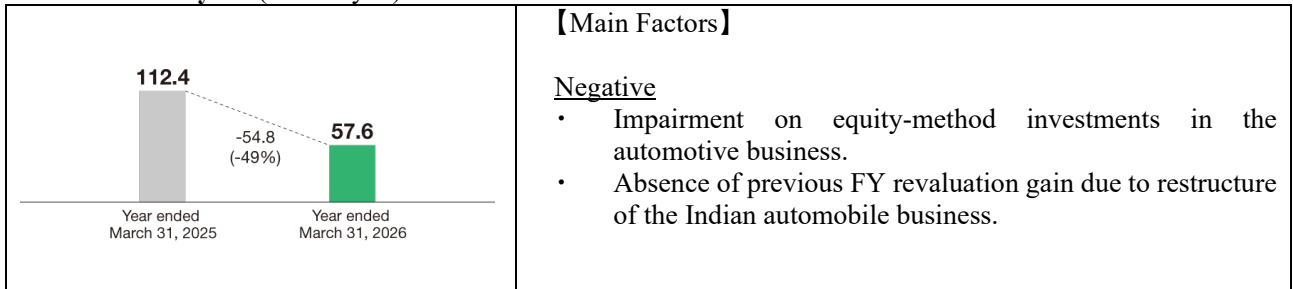 112.4
-54.8
(-49%)
57.6
Year ended
March 31, 2025
Year ended
March 31, 2026
【Main Factors】
Negative
・ Impairment on equity-method investments in the
automotive business.
・ Absence of previous FY revaluation gain due to restructure
of the Indian automobile business.